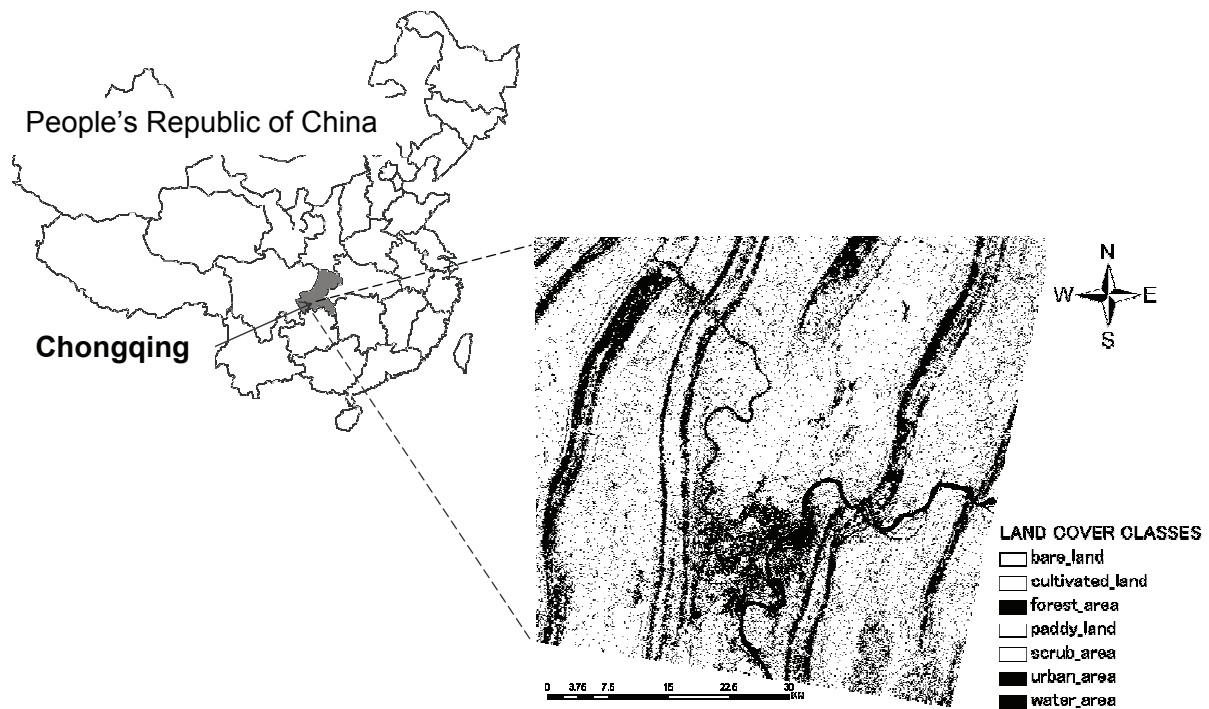 People's Republic of China
Chongqing
N
W E
S
LAND COVER CLASSES
bare_land
cultivated_land
forest_area
paddy_land
scrub_area
urban_area
water_area
0 3.75 7.5 15 22.5 30
KM